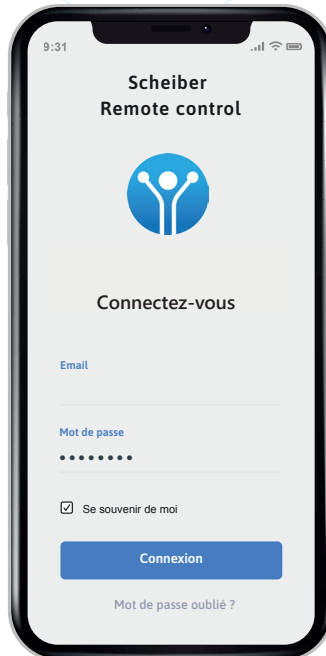 9:31
Scheiber
Remote control
Connectez-vous
Email
Mot de passe
••••••••
Se souvenir de moi
Connexion
Mot de passe oublié ?